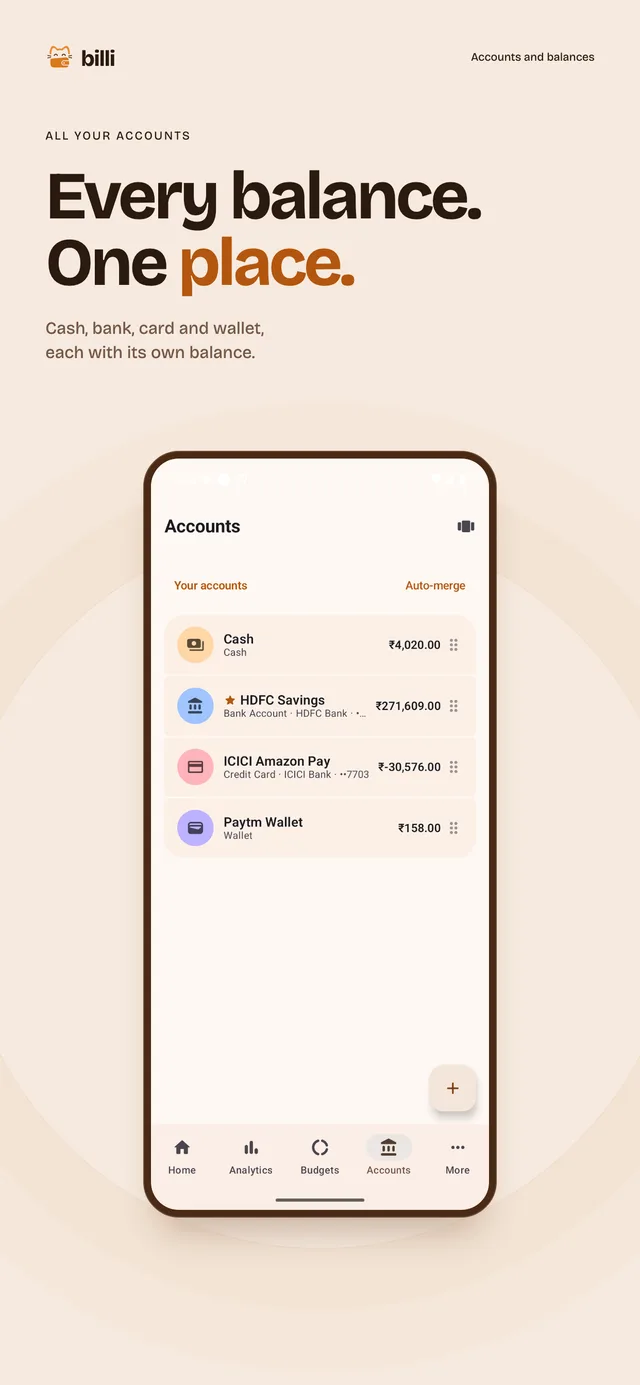 billi
Accounts and balances
ALL YOUR ACCOUNTS
Every balance.
One place.
Cash, bank, card and wallet,
each with its own balance.
Accounts
Your accounts
Auto-merge
Cash
Cash
₹4,020.00
HDFC Savings
Bank Account · HDFC Bank · •...
₹271,609.00
ICICI Amazon Pay
Credit Card · ICICI Bank · ••7703
₹-30,576.00
Paytm Wallet
Wallet
₹158.00
+
Home
Analytics
Budgets
Accounts
More